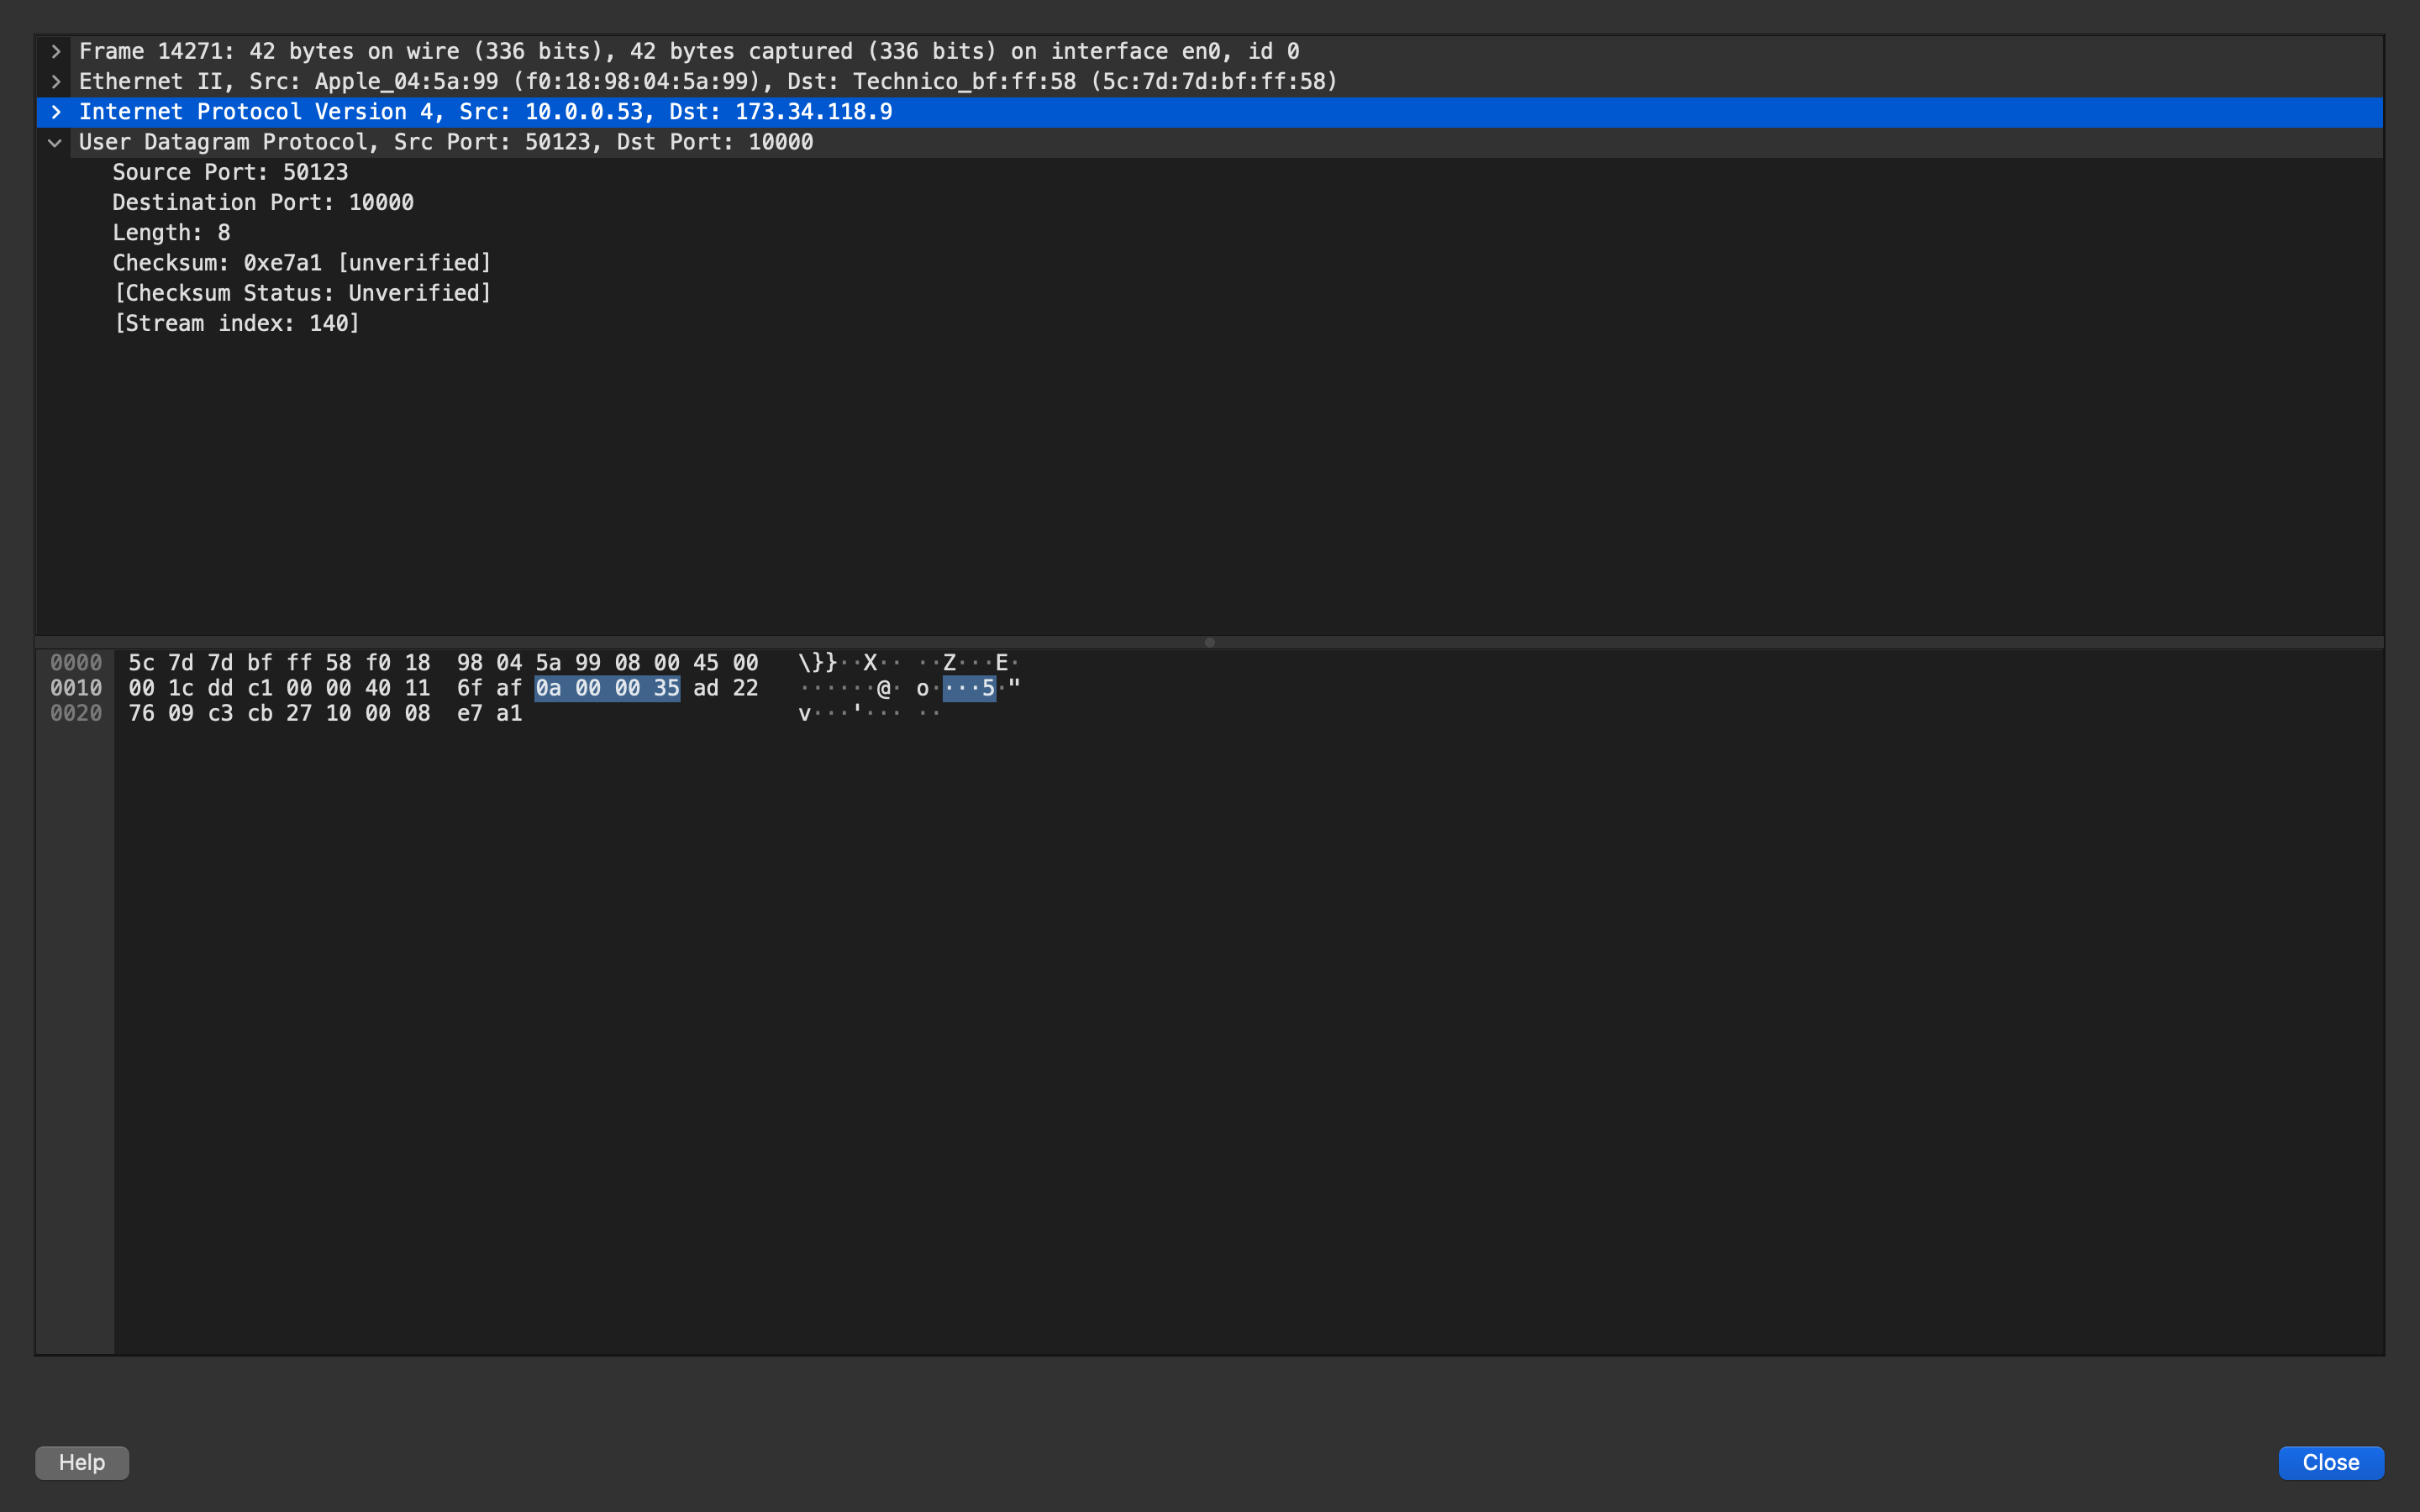 Frame 14271: 42 bytes on wire (336 bits), 42 bytes captured (336 bits) on interface en0, id 0
Ethernet II, Src: Apple_04:5a:99 (f0:18:98:04:5a:99), Dst: Technico_bf:ff:58 (5c:7d:7d:bf:ff:58)
Internet Protocol Version 4, Src: 10.0.0.53, Dst: 173.34.118.9
User Datagram Protocol, Src Port: 50123, Dst Port: 10000
Source Port: 50123
Destination Port: 10000
Length: 8
Checksum: 0xe7a1 [unverified]
[Checksum Status: Unverified]
[Stream index: 140]
0000 5c 7d 7d bf ff 58 f0 18 98 04 5a 99 08 00 45 00 \}}··X·· ··Z···E·
0010 00 1c dd c1 00 00 40 11 6f af 0a 00 00 35 ad 22 ······@· o····5·"
0020 76 09 c3 cb 27 10 00 08 e7 a1 v···'··· ··
Help
Close